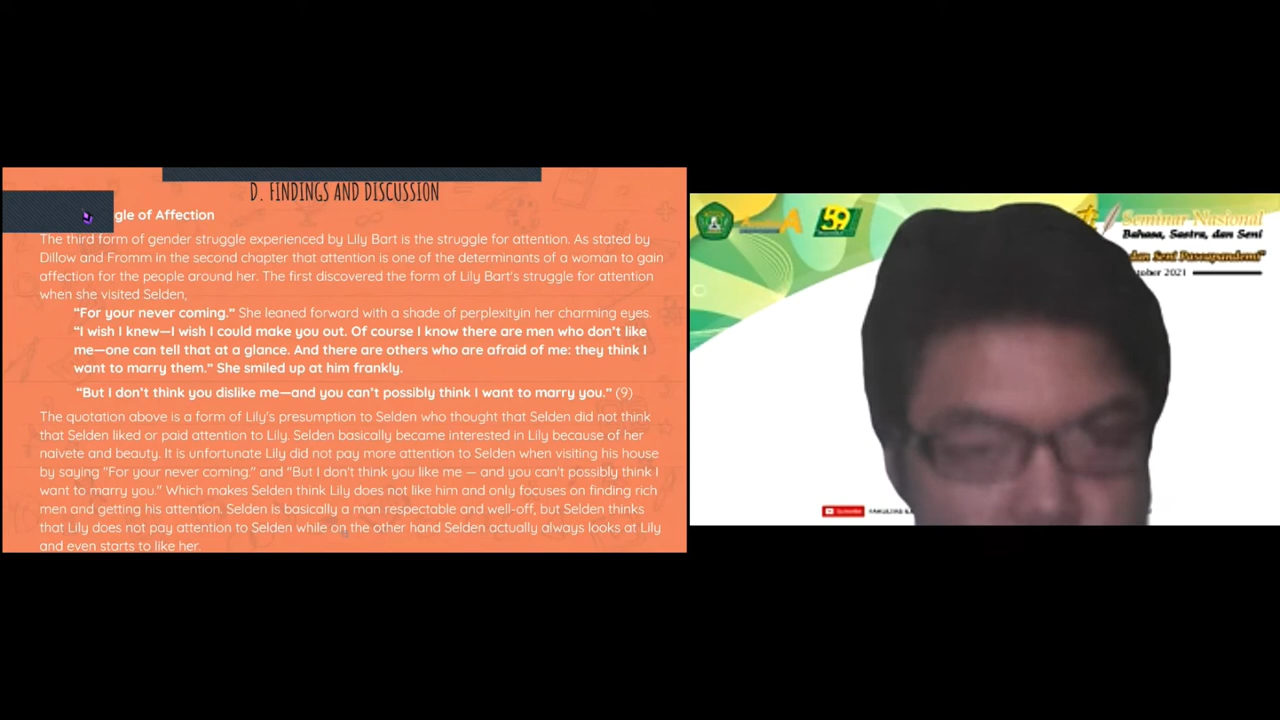 D. FINDINGS AND DISCUSSION
gle of Affection
The third form of gender struggle experienced by Lily Bart is the struggle for attention. As stated by
Dillow and Fromm in the second chapter that attention is one of the determinants of a woman to gain
affection for the people around her. The first discovered the form of Lily Bart's struggle for attention
when she visited Selden,
“For your never coming.” She leaned forward with a shade of perplexityin her charming eyes.
“I wish I knew—I wish I could make you out. Of course I know there are men who don’t like
me—one can tell that at a glance. And there are others who are afraid of me: they think I
want to marry them.” She smiled up at him frankly.
“But I don’t think you dislike me—and you can’t possibly think I want to marry you.” (9)
The quotation above is a form of Lily's presumption to Selden who thought that Selden did not think
that Selden liked or paid attention to Lily. Selden basically became interested in Lily because of her
naivete and beauty. It is unfortunate Lily did not pay more attention to Selden when visiting his house
by saying "For your never coming." and "But I don't think you like me — and you can't possibly think I
want to marry you." Which makes Selden think Lily does not like him and only focuses on finding rich
men and getting his attention. Selden is basically a man respectable and well-off, but Selden thinks
that Lily does not pay attention to Selden while on the other hand Selden actually always looks at Lily
and even starts to like her.
59
Seminar Nasional
Bahasa, Sastra, dan Seni
dan Seni Pascapandemi"
tober 2021
Subscribe